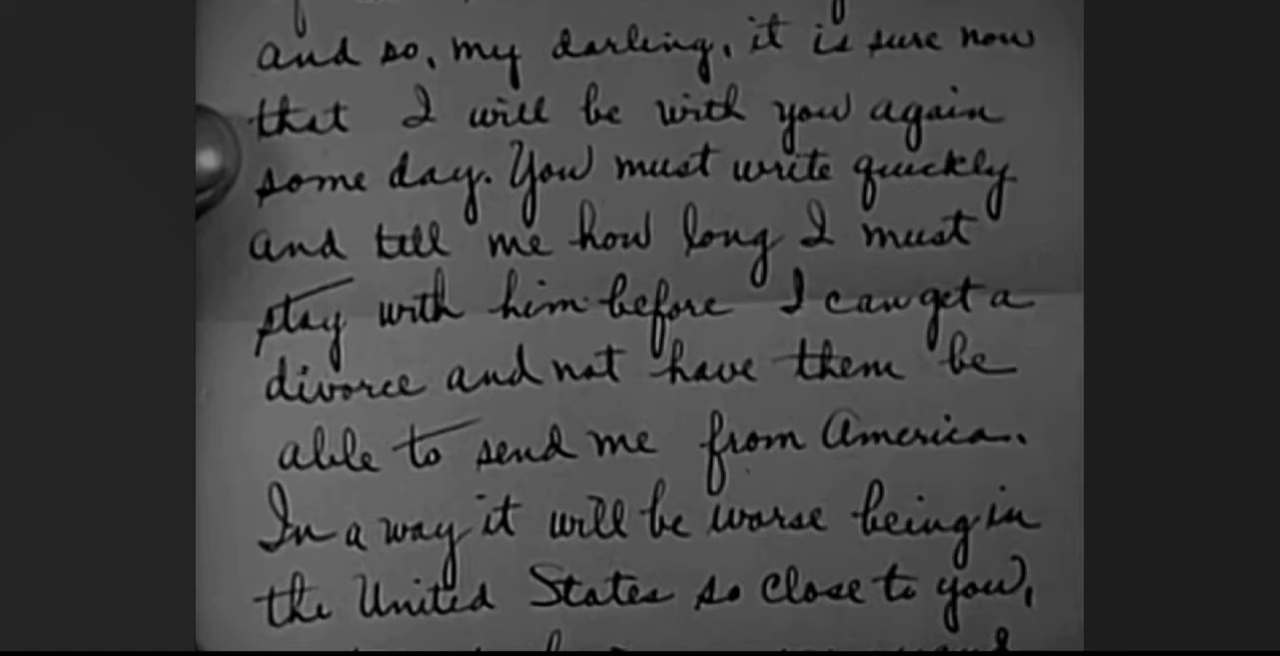 and so, my darling, it is sure now
that I will be with you again
some day. You must write quickly
and tell me how long I must
stay with him before I can get a
divorce and not have them be
able to send me from America.
In a way it will be worse being in
the United States so close to you,